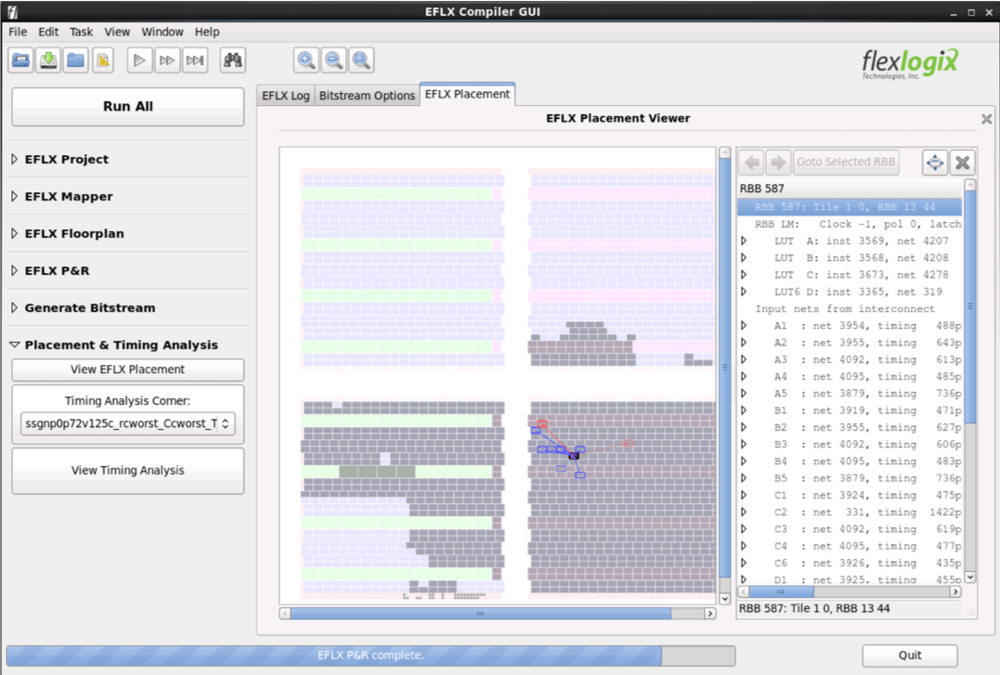 EFLX Compiler GUI
File Edit Task View Window Help
flexlogix
Technologies, Inc.
Run All
EFLX Project
EFLX Mapper
EFLX Floorplan
EFLX P&R
Generate Bitstream
Placement & Timing Analysis
View EFLX Placement
Timing Analysis Corner:
ssgnp0p72v125c_rcworst_Ccworst_T
View Timing Analysis
EFLX Log Bitstream Options EFLX Placement
EFLX Placement Viewer
Goto Selected RBB
RBB 587
RBB 587: Tile 1 0, RBB 13 44
RBB LM: Clock -1, pol 0, latch
LUT A: inst 3569, net 4207
LUT B: inst 3568, net 4208
LUT C: inst 3673, net 4278
LUT6 D: inst 3365, net 319
Input nets from interconnect
A1 : net 3954, timing 488p
A2 : net 3955, timing 643p
A3 : net 4092, timing 613p
A4 : net 4095, timing 485p
A5 : net 3879, timing 736p
B1 : net 3919, timing 471p
B2 : net 3955, timing 627p
B3 : net 4092, timing 606p
B4 : net 4095, timing 483p
B5 : net 3879, timing 736p
C1 : net 3924, timing 475p
C2 : net 331, timing 1422p
C3 : net 4092, timing 619p
C4 : net 4095, timing 477p
C6 : net 3926, timing 435p
D1 : net 3925, timing 455p
RBB 587: Tile 1 0, RBB 13 44
EFLX P&R complete.
Quit